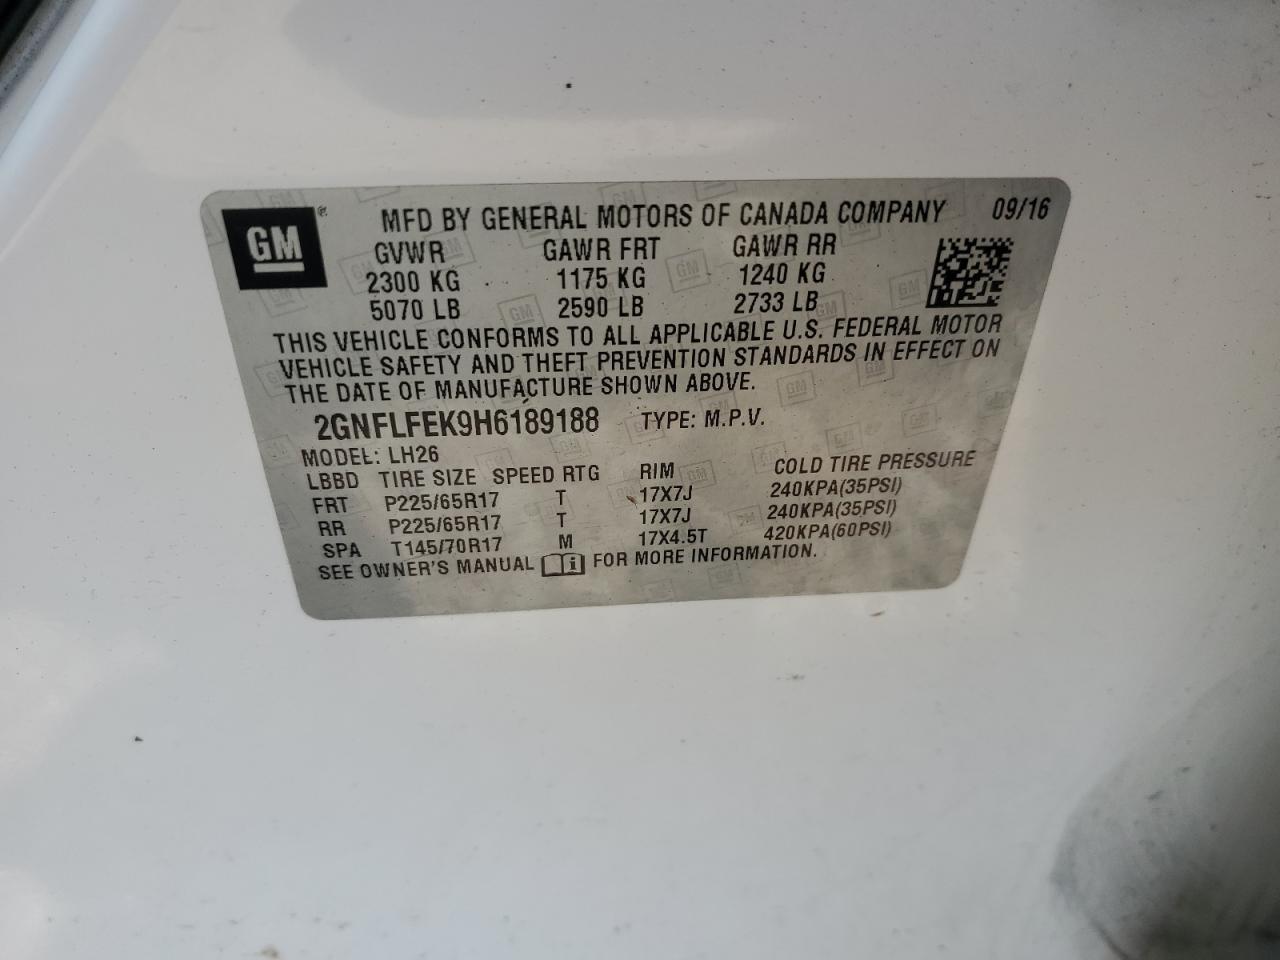 GM ® MFD BY GENERAL MOTORS OF CANADA COMPANY 09/16
GVWR GAWR FRT GAWR RR
2300 KG 1175 KG 1240 KG
5070 LB 2590 LB 2733 LB
THIS VEHICLE CONFORMS TO ALL APPLICABLE U.S. FEDERAL MOTOR
VEHICLE SAFETY AND THEFT PREVENTION STANDARDS IN EFFECT ON
THE DATE OF MANUFACTURE SHOWN ABOVE.
2GNFLFEK9H6189188 TYPE: M.P.V.
MODEL: LH26
LBBD TIRE SIZE SPEED RTG RIM COLD TIRE PRESSURE
FRT P225/65R17 T 17X7J 240KPA(35PSI)
RR P225/65R17 T 17X7J 240KPA(35PSI)
SPA T145/70R17 M 17X4.5T 420KPA(60PSI)
SEE OWNER'S MANUAL i FOR MORE INFORMATION.